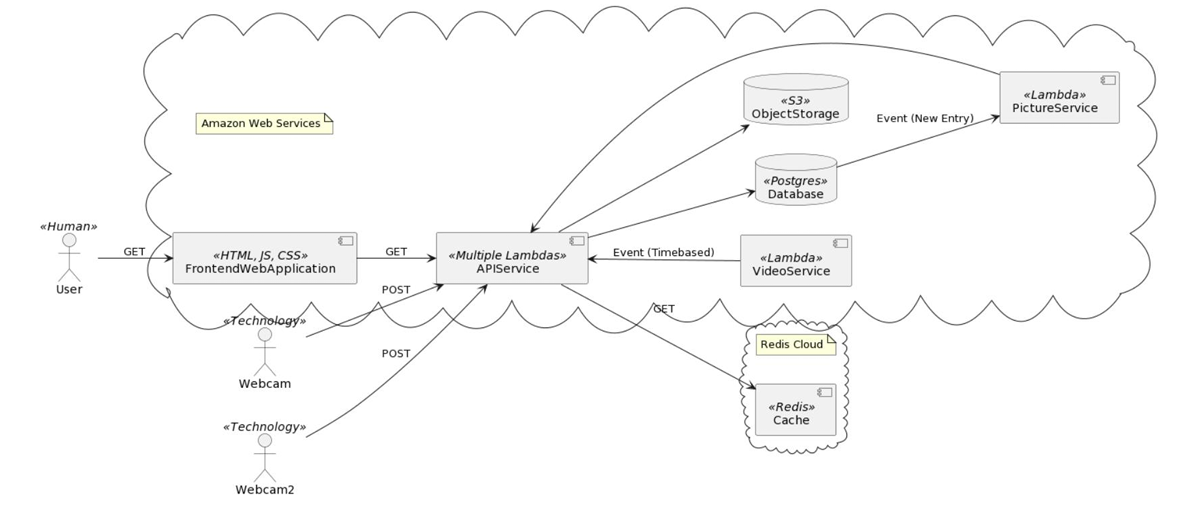 Amazon Web Services
«S3»
ObjectStorage
«Lambda»
PictureService
Event (New Entry)
«Postgres»
Database
«Human»
User
GET
«HTML, JS, CSS»
FrontendWebApplication
GET
«Multiple Lambdas»
APIService
Event (Timebased)
«Lambda»
VideoService
POST
GET
«Technology»
Webcam
POST
Redis Cloud
«Redis»
Cache
«Technology»
Webcam2